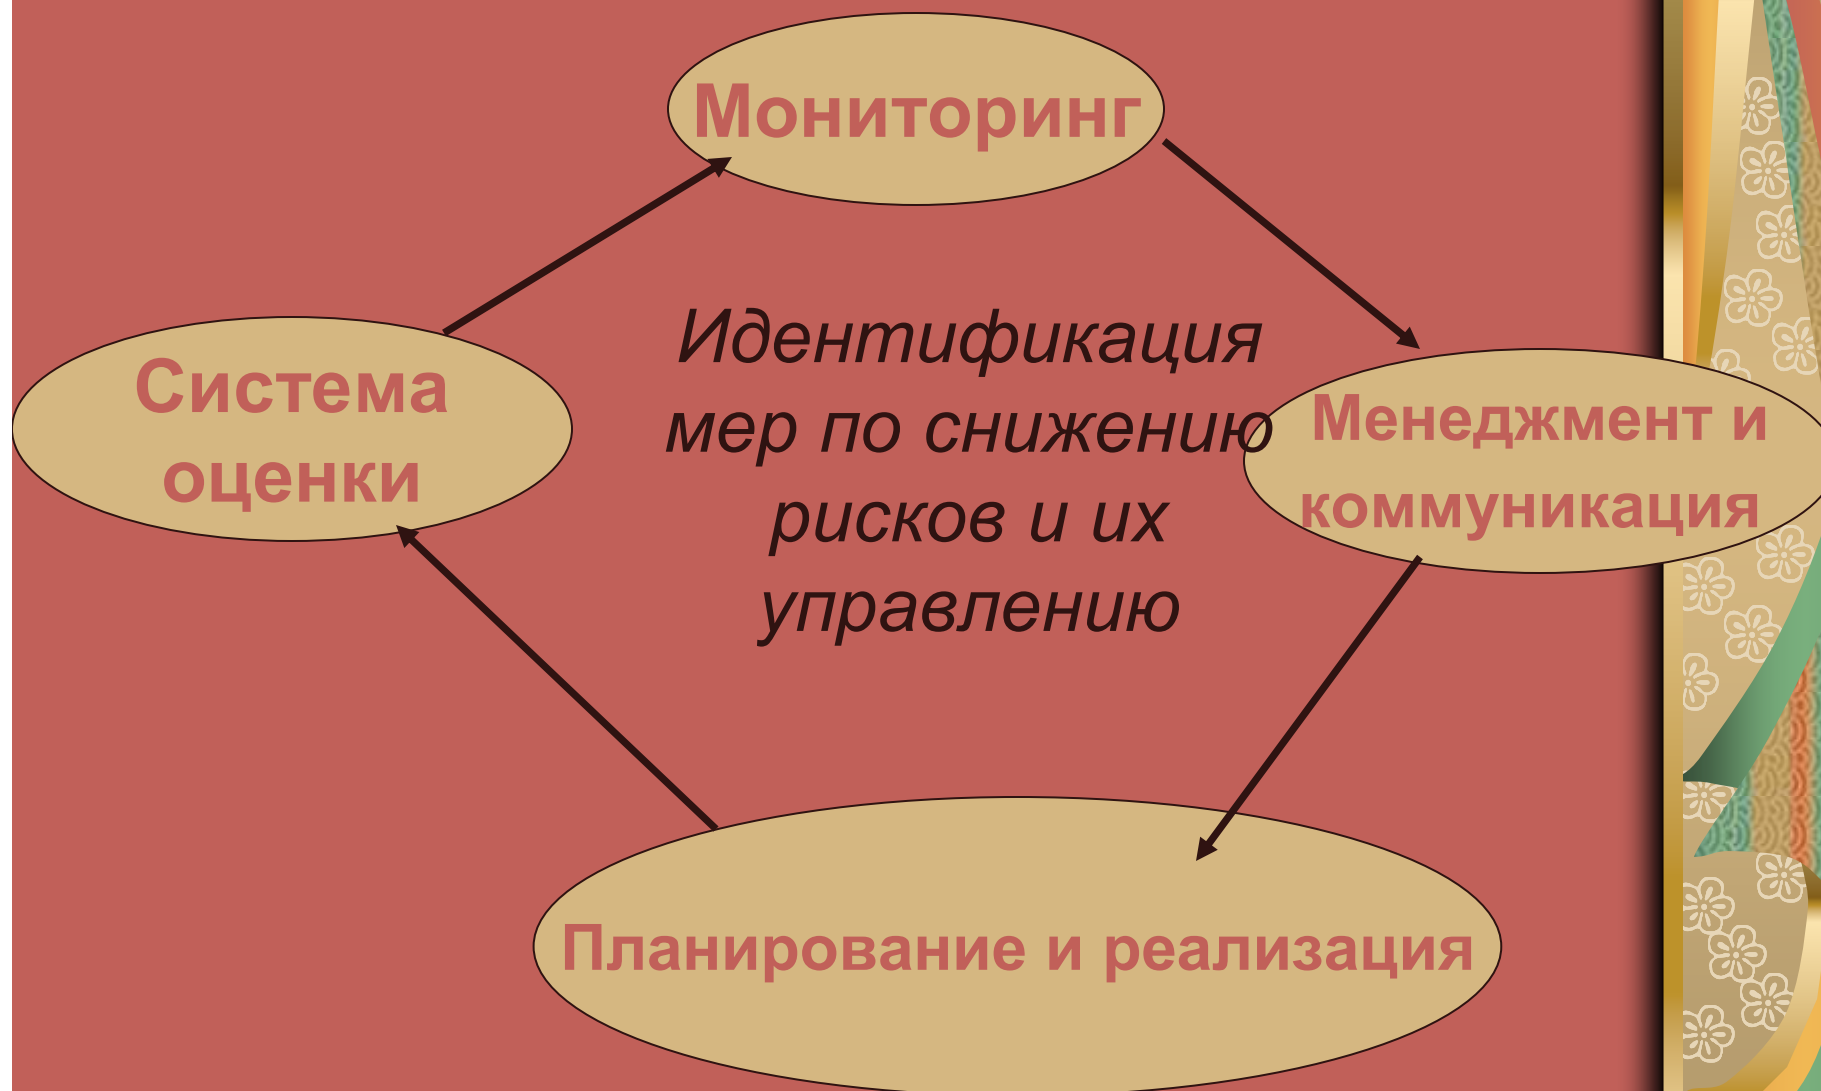 Мониторинг
Идентификация
мер по снижению
рисков и их
управлению
Система
оценки
Менеджмент и
коммуникация
Планирование и реализация